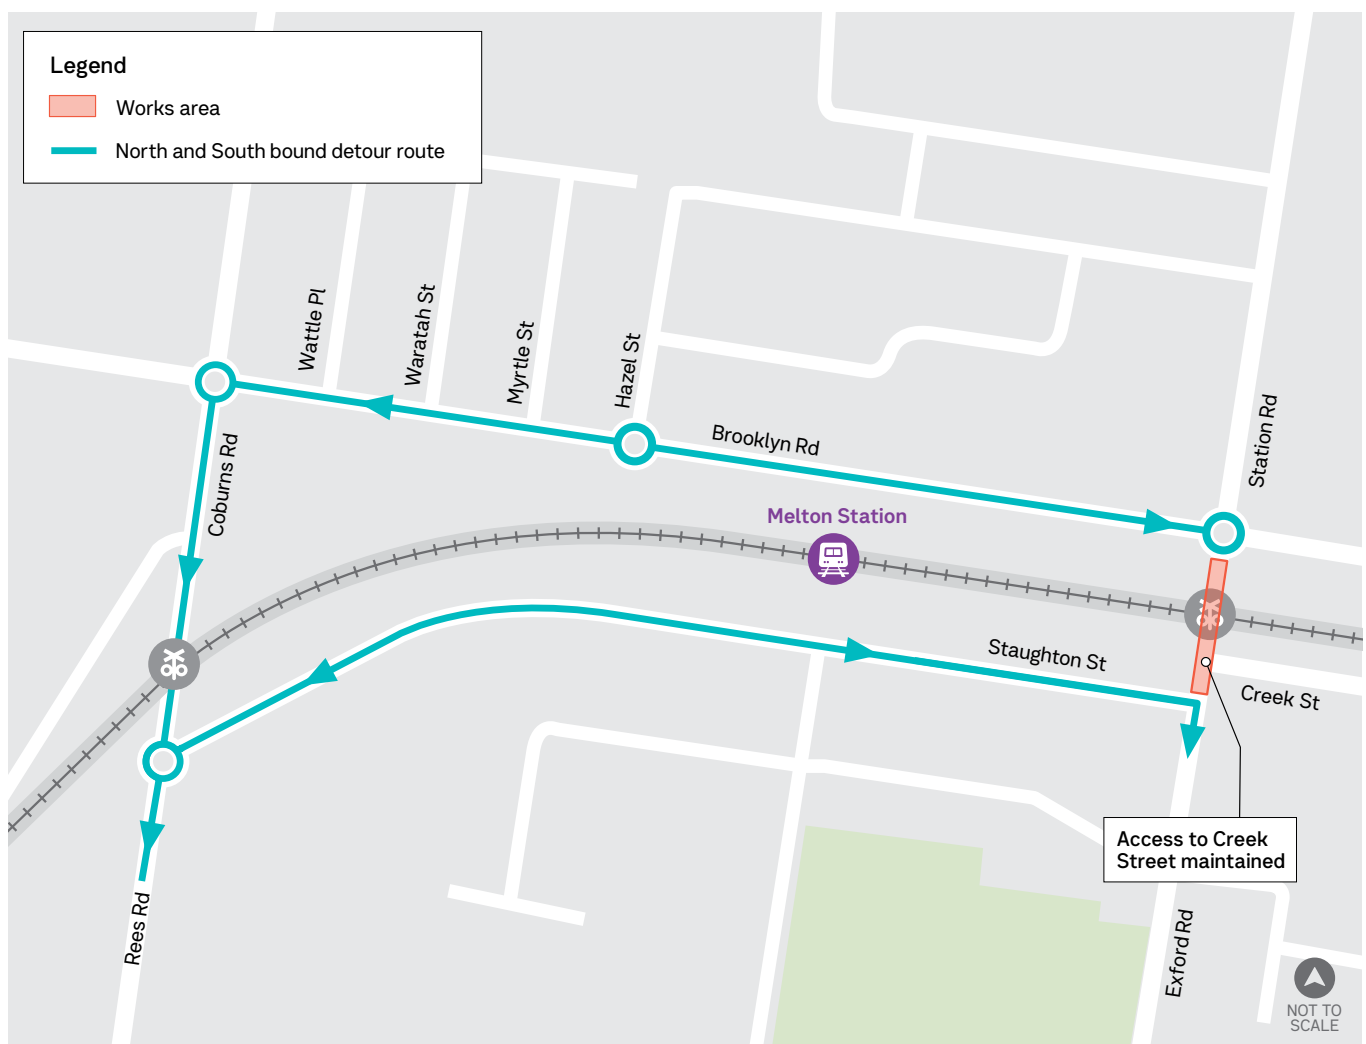 Legend
Works area
North and South bound detour route
Wattle Pl
Waratah St
Myrtle St
Hazel St
Brooklyn Rd
Station Rd
Coburns Rd
Melton Station
Staughton St
Creek St
Access to Creek
Street maintained
Rees Rd
Exford Rd
NOT TO
SCALE